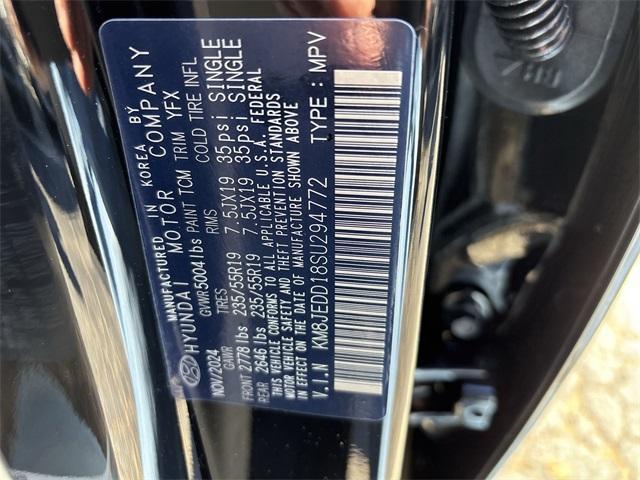 MANUFACTURED IN KOREA BY
HYUNDAI MOTOR COMPANY
NOV/2024 GVWR 5004 lbs PAINT TCM TRIM YFX
GAWR TIRES RIMS COLD TIRE INFL
FRONT 2778 lbs 235/55R19 7.5JX19 35psi SINGLE
REAR 2646 lbs 235/55R19 7.5JX19 35psi SINGLE
THIS VEHICLE CONFORMS TO ALL APPLICABLE U.S.A. FEDERAL
MOTOR VEHICLE SAFETY AND THEFT PREVENTION STANDARDS
IN EFFECT ON THE DATE OF MANUFACTURE SHOWN ABOVE
V.I.N KM8JEDD18SU294772 TYPE : MPV